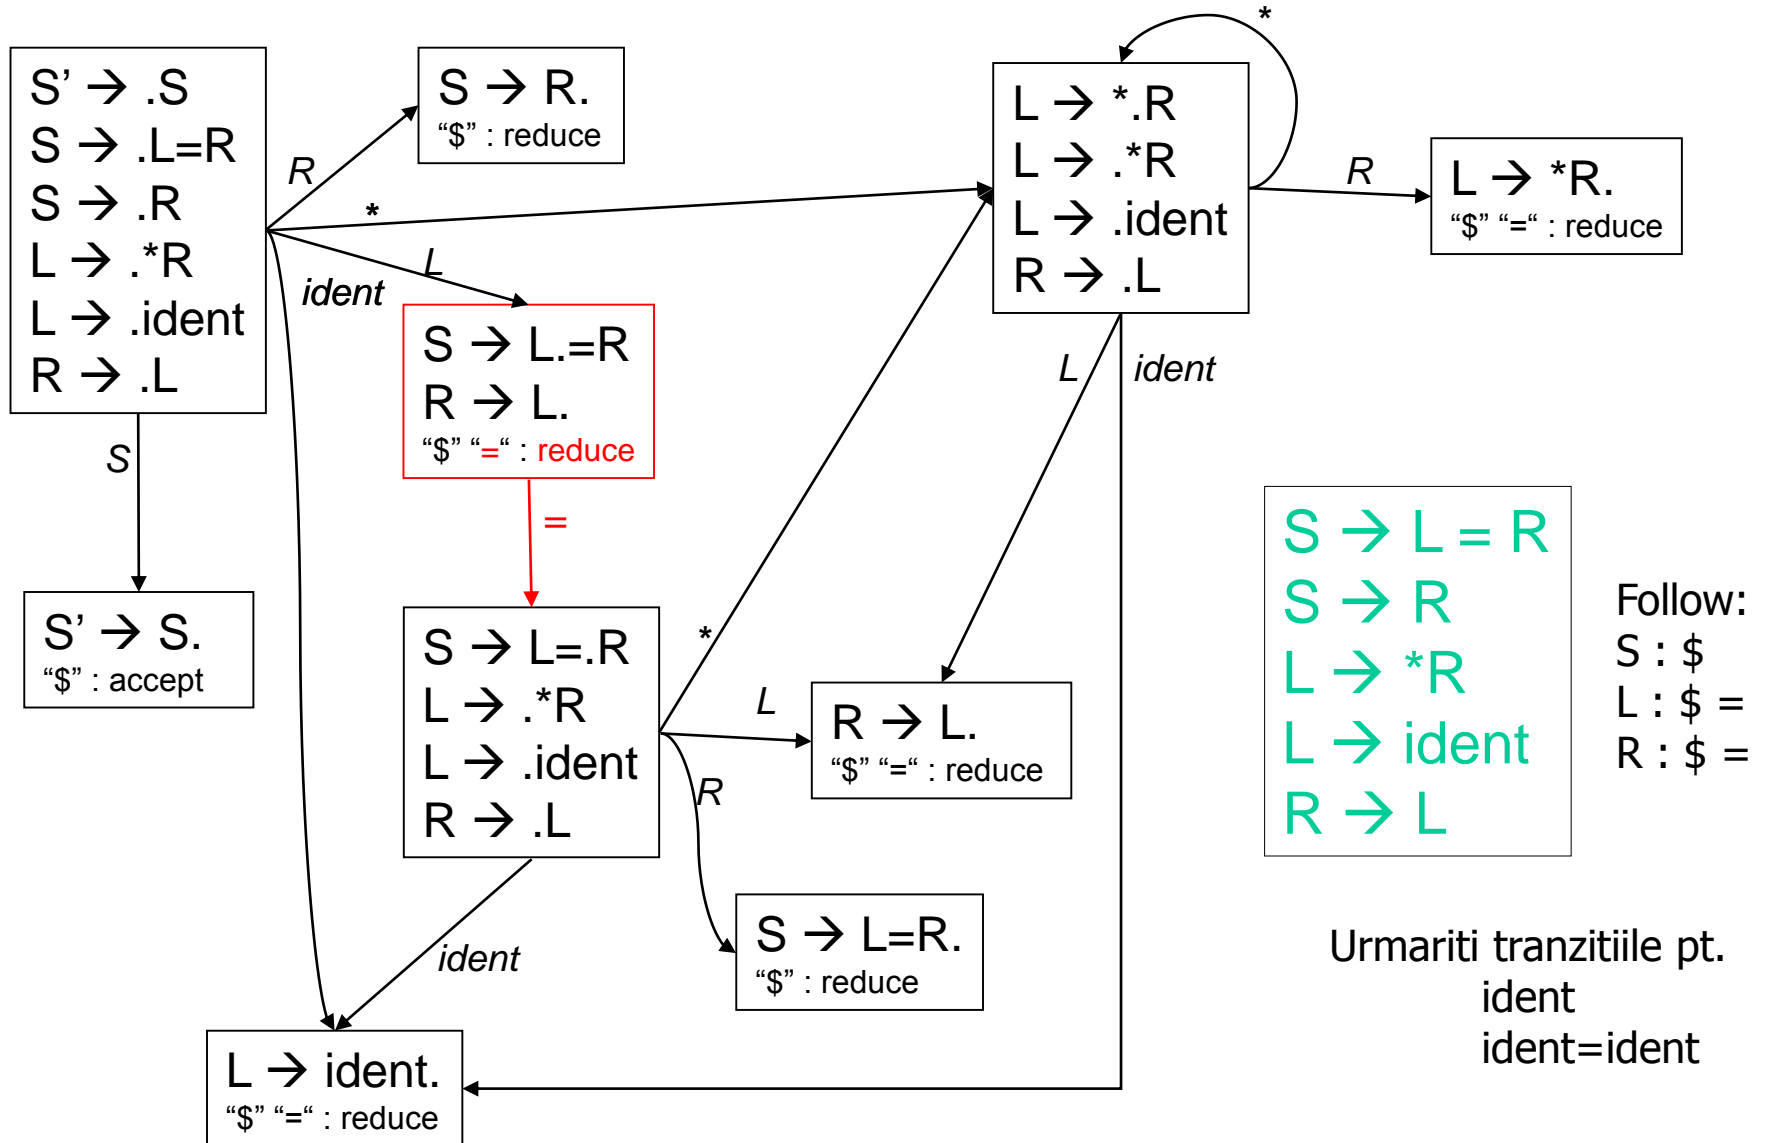 S’ → .S
S → .L=R
S → .R
L → .*R
L → .ident
R → .L
S → R.
“$” : reduce
L → *.R
L → .*R
L → .ident
R → .L
*
L → *R.
“$” “=“ : reduce
R
*
L
ident
R
S → L.=R
R → L.
“$” “=“ : reduce
L
ident
S
=
S’ → S.
“$” : accept
S → L=.R
L → .*R
L → .ident
R → .L
*
L
R
ident
R → L.
“$” “=“ : reduce
S → L=R.
“$” : reduce
L → ident.
“$” “=“ : reduce
S → L = R
S → R
L → *R
L → ident
R → L
Follow:
S : $
L : $ =
R : $ =
Urmariti tranzitiile pt.
ident
ident=ident